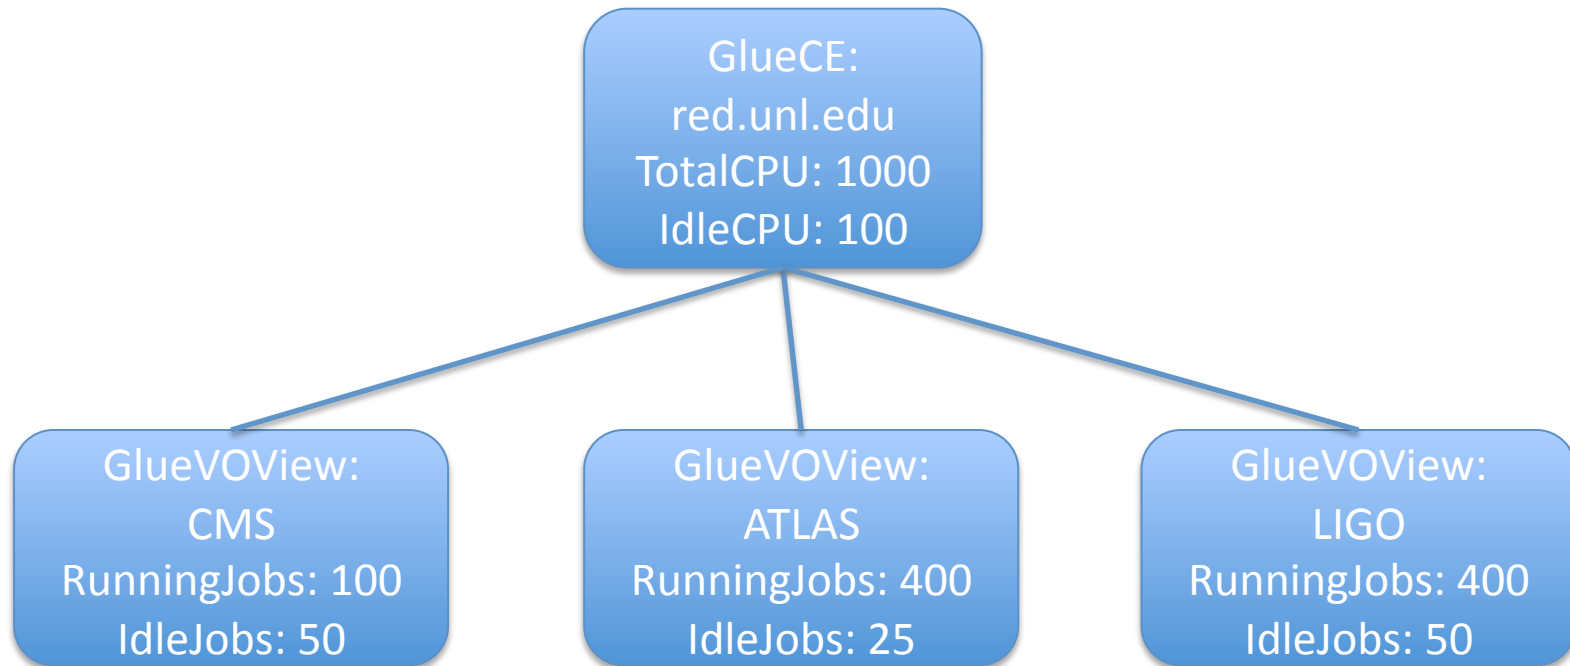 GlueCE:
red.unl.edu
TotalCPU: 1000
IdleCPU: 100
GlueVOView:
CMS
RunningJobs: 100
IdleJobs: 50
GlueVOView:
ATLAS
RunningJobs: 400
IdleJobs: 25
GlueVOView:
LIGO
RunningJobs: 400
IdleJobs: 50